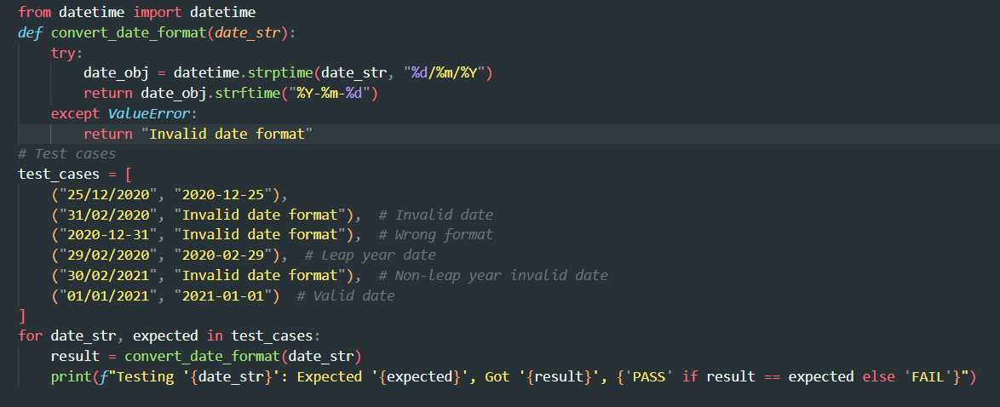 from datetime import datetime
def convert_date_format(date_str):
    try:
        date_obj = datetime.strptime(date_str, "%d/%m/%Y")
        return date_obj.strftime("%Y-%m-%d")
    except ValueError:
        return "Invalid date format"
# Test cases
test_cases = [
    ("25/12/2020", "2020-12-25"),
    ("31/02/2020", "Invalid date format"),  # Invalid date
    ("2020-12-31", "Invalid date format"),  # Wrong format
    ("29/02/2020", "2020-02-29"),  # Leap year date
    ("30/02/2021", "Invalid date format"),  # Non-leap year invalid date
    ("01/01/2021", "2021-01-01")  # Valid date
]
for date_str, expected in test_cases:
    result = convert_date_format(date_str)
    print(f"Testing '{date_str}': Expected '{expected}', Got '{result}', {'PASS' if result == expected else 'FAIL'}")